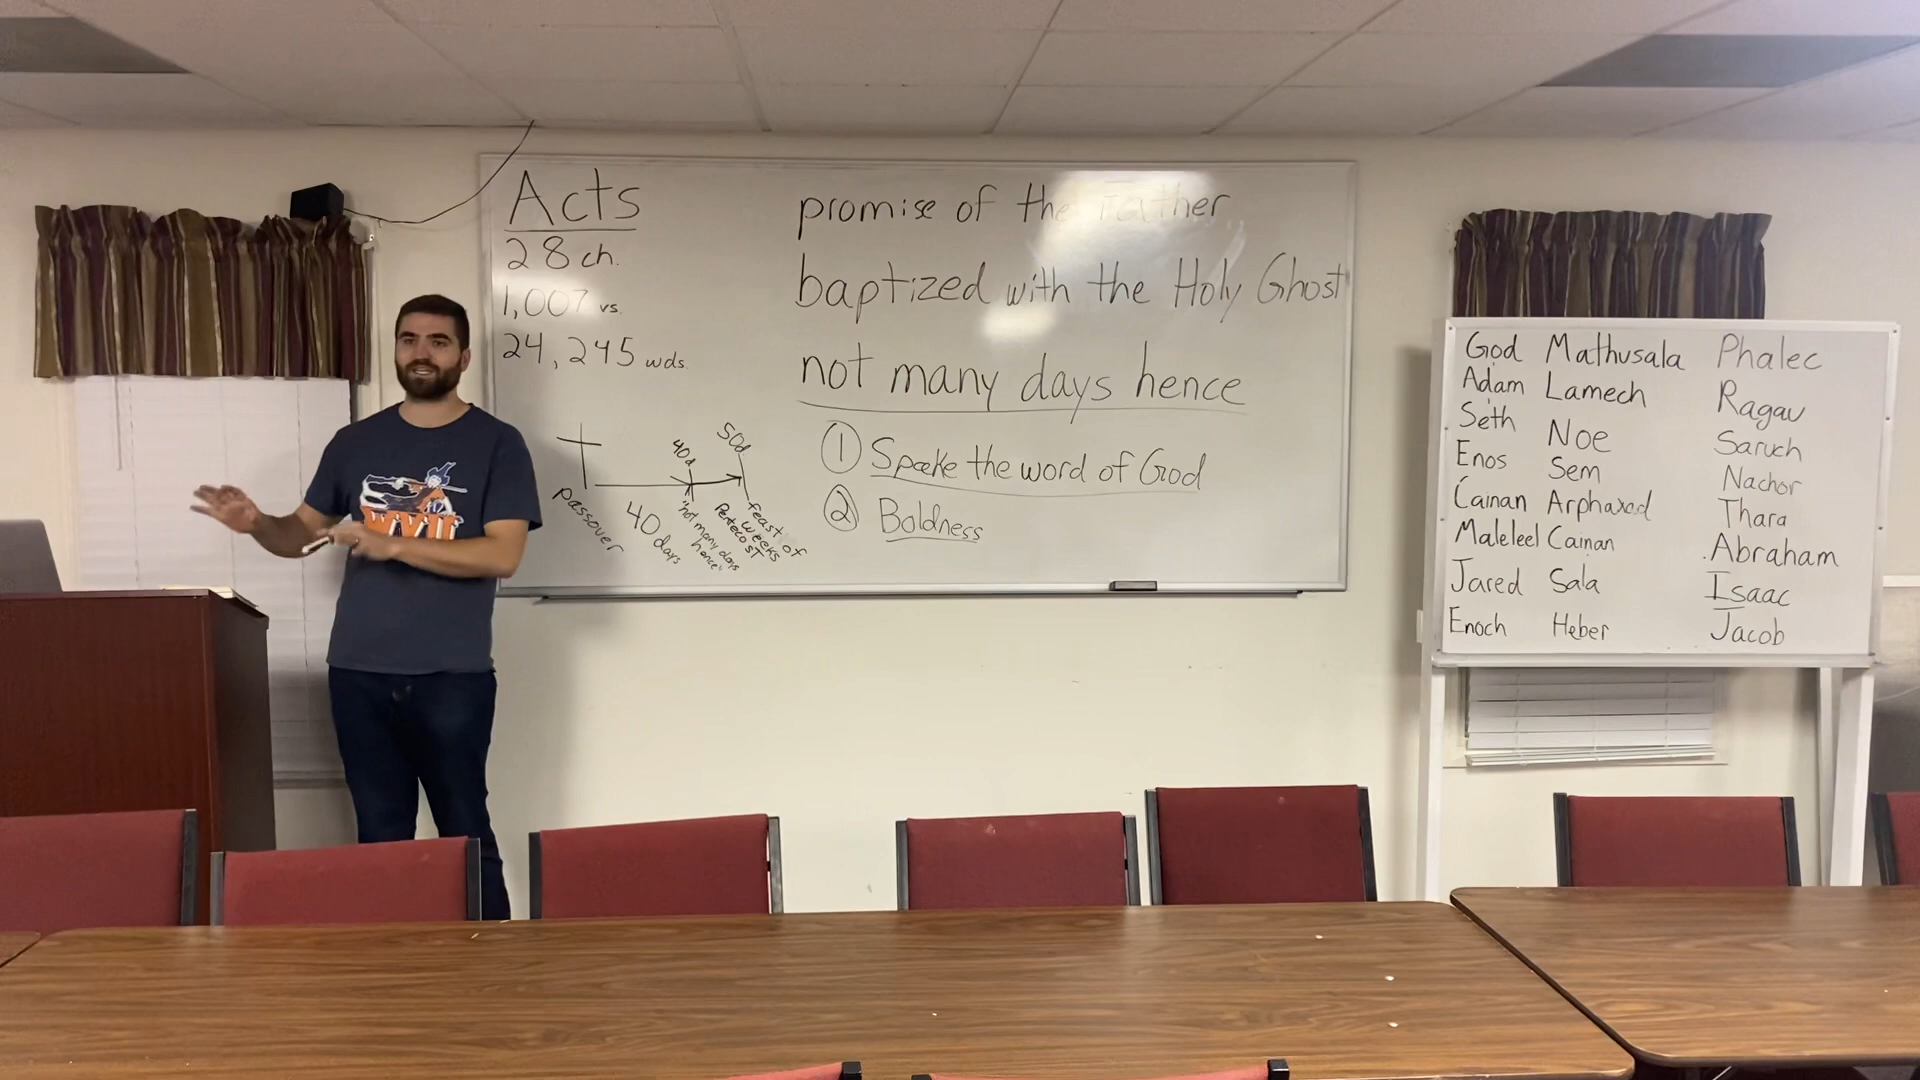 Acts
28 ch.
1,007 vs.
24,245 wds.
promise of the Father
baptized with the Holy Ghost
not many days hence
① Spoke the word of God
② Boldness
passover
40 days
40d
50d
"not many days
hence"
feast of
weeks
Pentecost
WVU
God Mathusala Phalec
Adam Lamech Ragau
Seth Noe Saruch
Enos Sem Nachor
Cainan Arphaxad Thara
Maleleel Cainan Abraham
Jared Sala Isaac
Enoch Heber Jacob